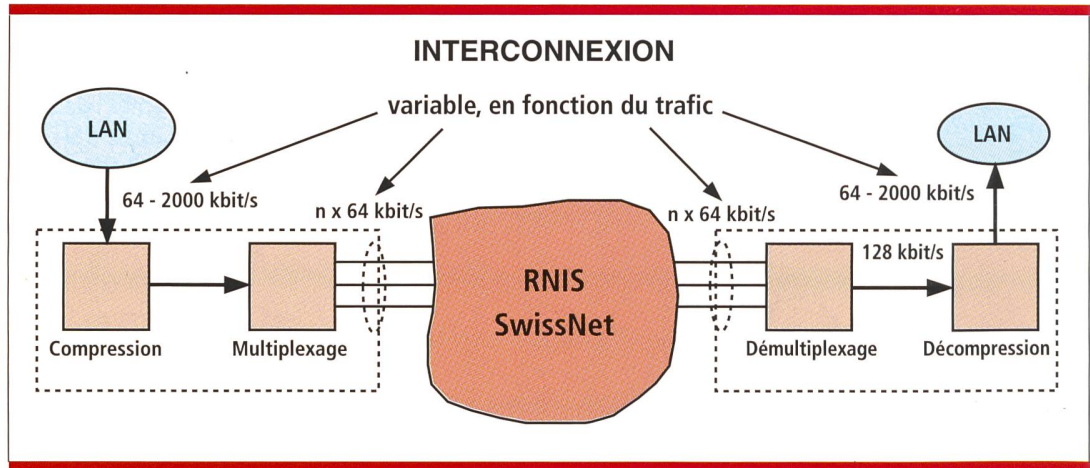 INTERCONNEXION
variable, en fonction du trafic
LAN
LAN
64 - 2000 kbit/s
64 - 2000 kbit/s
n x 64 kbit/s
n x 64 kbit/s
128 kbit/s
RNIS
SwissNet
Compression
Multiplexage
Démultiplexage
Décompression